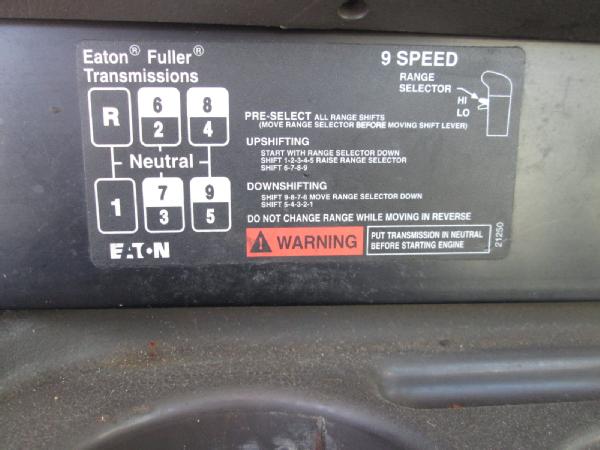 Eaton® Fuller®
Transmissions
9 SPEED
RANGE
SELECTOR
HI
LO
R 6 8
2 4
Neutral
1 7 9
3 5
EATON
PRE-SELECT ALL RANGE SHIFTS
(MOVE RANGE SELECTOR BEFORE MOVING SHIFT LEVER)
UPSHIFTING
START WITH RANGE SELECTOR DOWN
SHIFT 1-2-3-4-5 RAISE RANGE SELECTOR
SHIFT 6-7-8-9
DOWNSHIFTING
SHIFT 9-8-7-6 MOVE RANGE SELECTOR DOWN
SHIFT 5-4-3-2-1
DO NOT CHANGE RANGE WHILE MOVING IN REVERSE
WARNING
PUT TRANSMISSION IN NEUTRAL
BEFORE STARTING ENGINE
21250